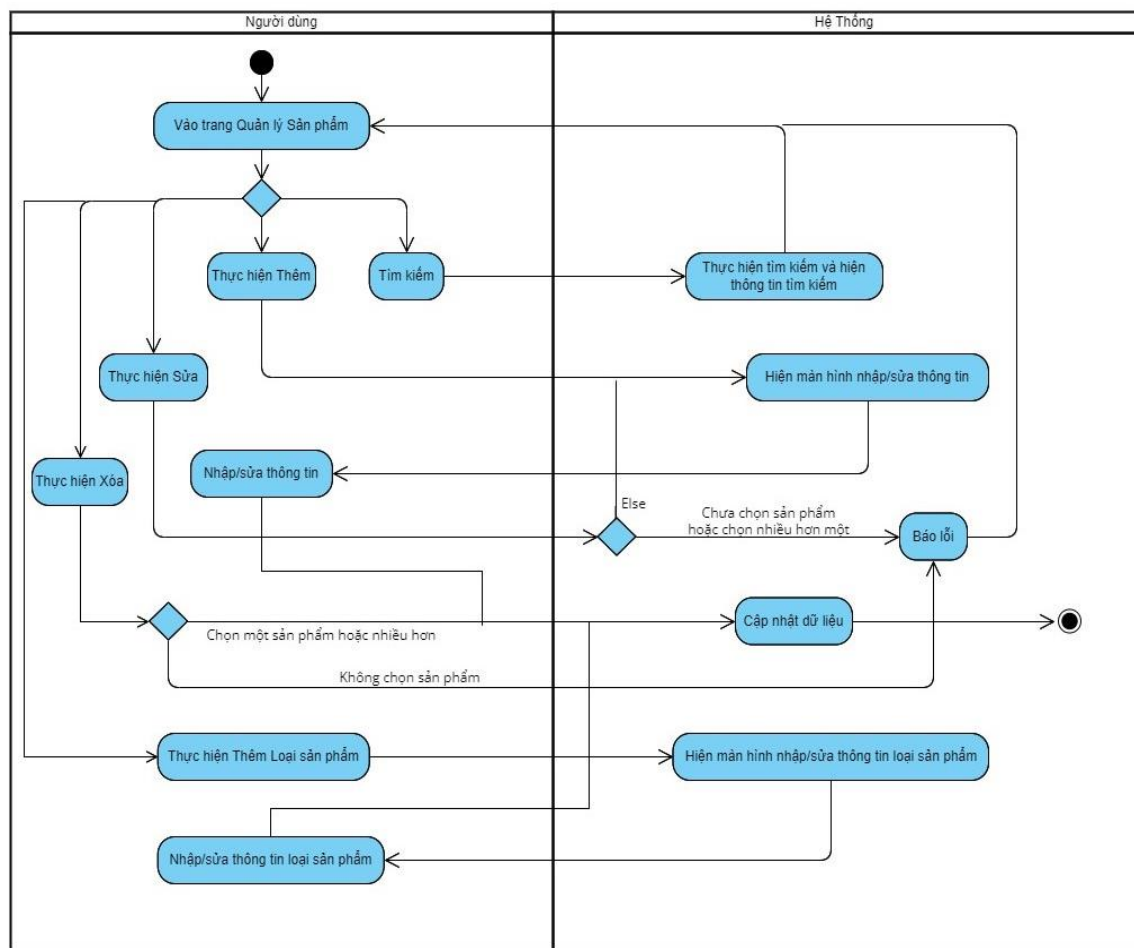 Người dùng
Hệ Thống
Vào trang Quản lý Sản phẩm
Thực hiện Thêm
Tìm kiếm
Thực hiện tìm kiếm và hiện
thông tin tìm kiếm
Thực hiện Sửa
Hiện màn hình nhập/sửa thông tin
Thực hiện Xóa
Nhập/sửa thông tin
Else
Chưa chọn sản phẩm
hoặc chọn nhiều hơn một
Báo lỗi
Chọn một sản phẩm hoặc nhiều hơn
Cập nhật dữ liệu
Không chọn sản phẩm
Thực hiện Thêm Loại sản phẩm
Hiện màn hình nhập/sửa thông tin loại sản phẩm
Nhập/sửa thông tin loại sản phẩm